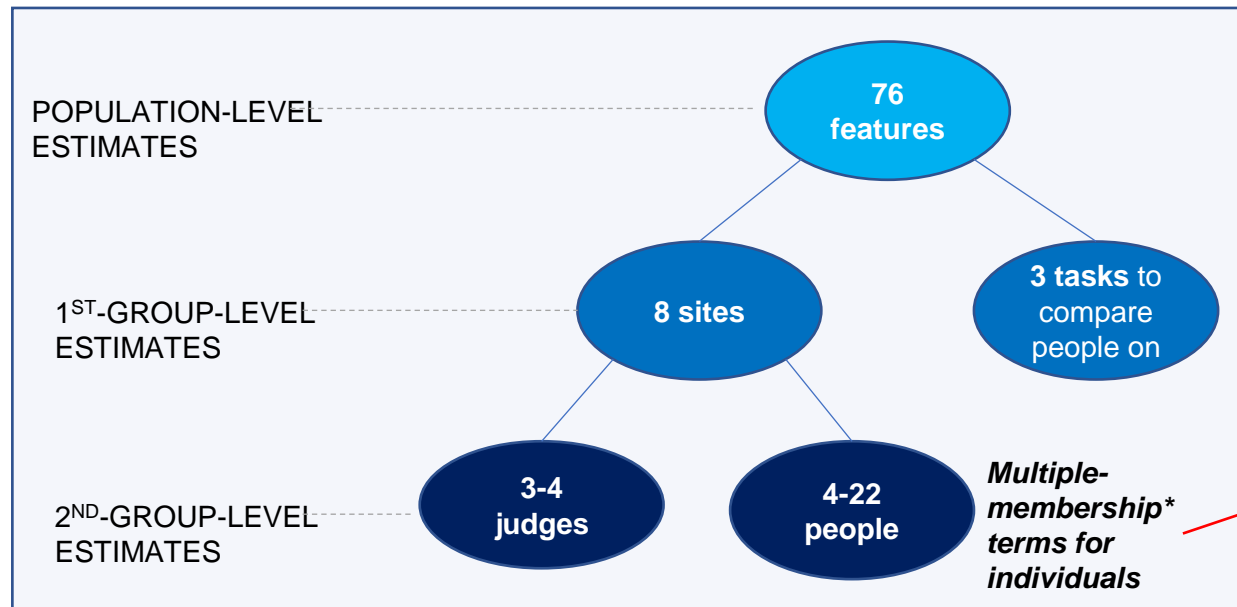 76
features
POPULATION-LEVEL
ESTIMATES
1ST-GROUP-LEVEL
ESTIMATES
8 sites
3 tasks to
compare
people on
2ND-GROUP-LEVEL
ESTIMATES
3-4
judges
4-22
people
Multiple-
membership*
terms for
individuals